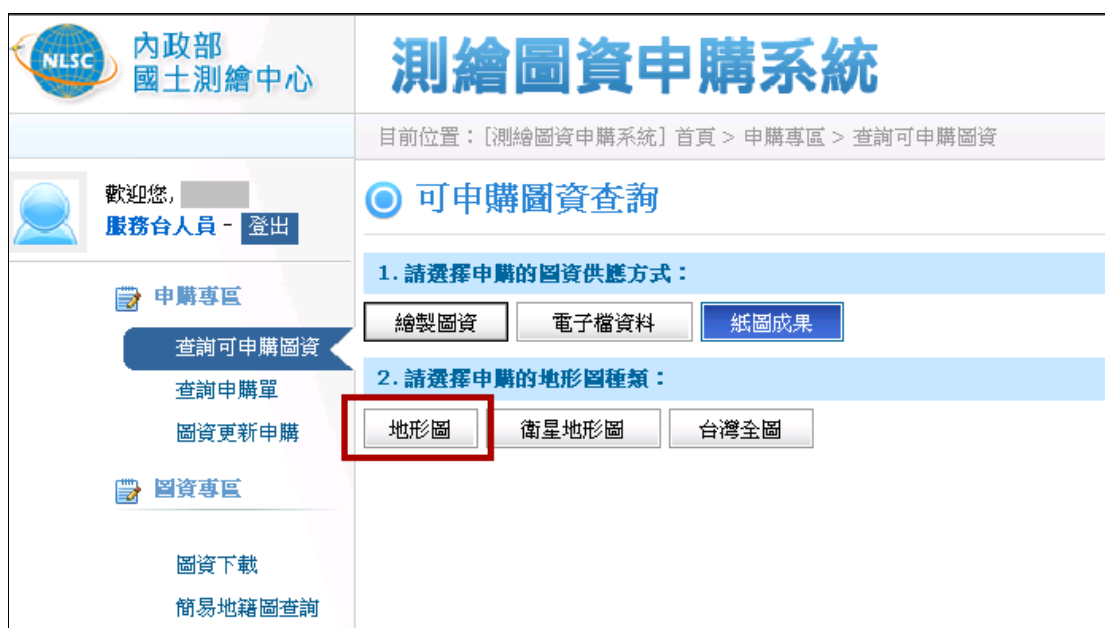 NLSC
內政部
國土測繪中心
測繪圖資申購系統
目前位置：[測繪圖資申購系統] 首頁 > 申購專區 > 查詢可申購圖資
歡迎您,
服務台人員 - 登出
申購專區
查詢可申購圖資
查詢申購單
圖資更新申購
圖資專區
圖資下載
簡易地籍圖查詢
可申購圖資查詢
1.請選擇申購的圖資供應方式：
繪製圖資 電子檔資料 紙圖成果
2.請選擇申購的地形圖種類：
地形圖 衛星地形圖 台灣全圖